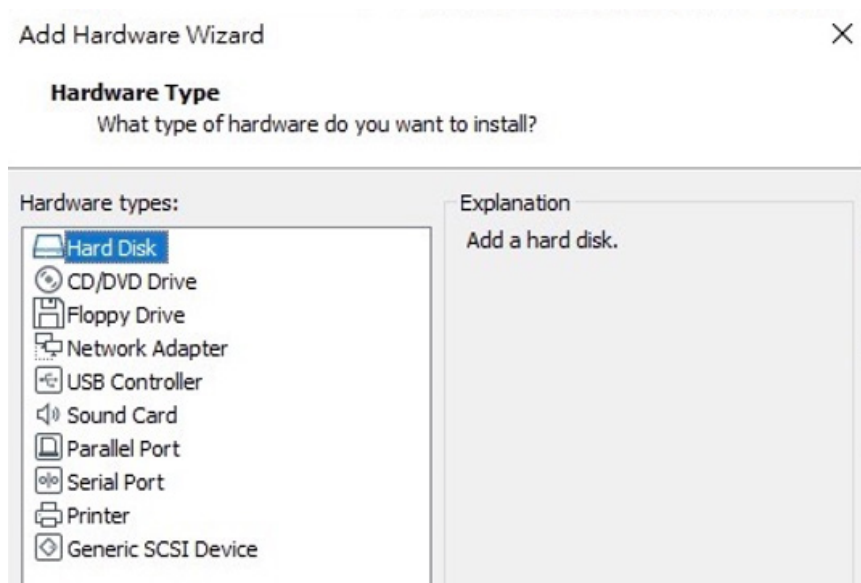 Add Hardware Wizard
Hardware Type
What type of hardware do you want to install?
Hardware types:
Hard Disk
CD/DVD Drive
Floppy Drive
Network Adapter
USB Controller
Sound Card
Parallel Port
Serial Port
Printer
Generic SCSI Device
Explanation
Add a hard disk.